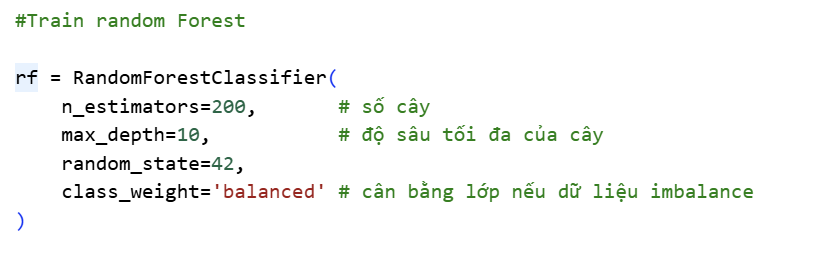 #Train random Forest
rf = RandomForestClassifier(
    n_estimators=200,       # số cây
    max_depth=10,           # độ sâu tối đa của cây
    random_state=42,
    class_weight='balanced' # cân bằng lớp nếu dữ liệu imbalance
)